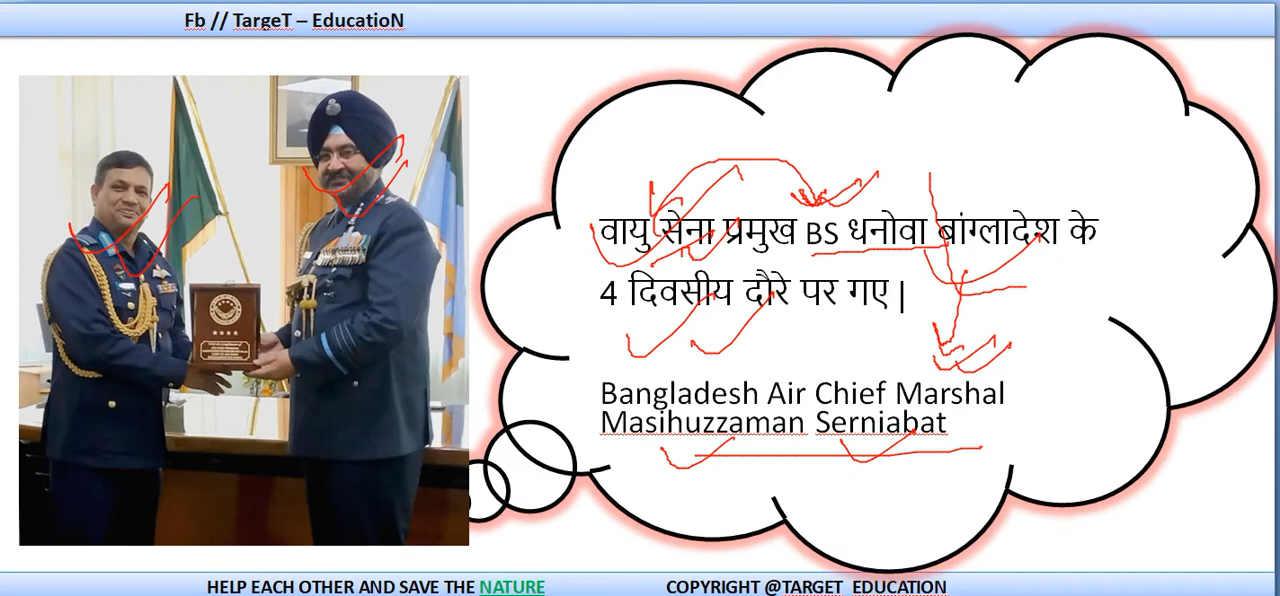 Fb // TargeT – EducatioN
वायु सेना प्रमुख BS धनोवा बांग्लादेश के
4 दिवसीय दौरे पर गए |
Bangladesh Air Chief Marshal
Masihuzzaman Serniabat
HELP EACH OTHER AND SAVE THE NATURE
COPYRIGHT @TARGET EDUCATION